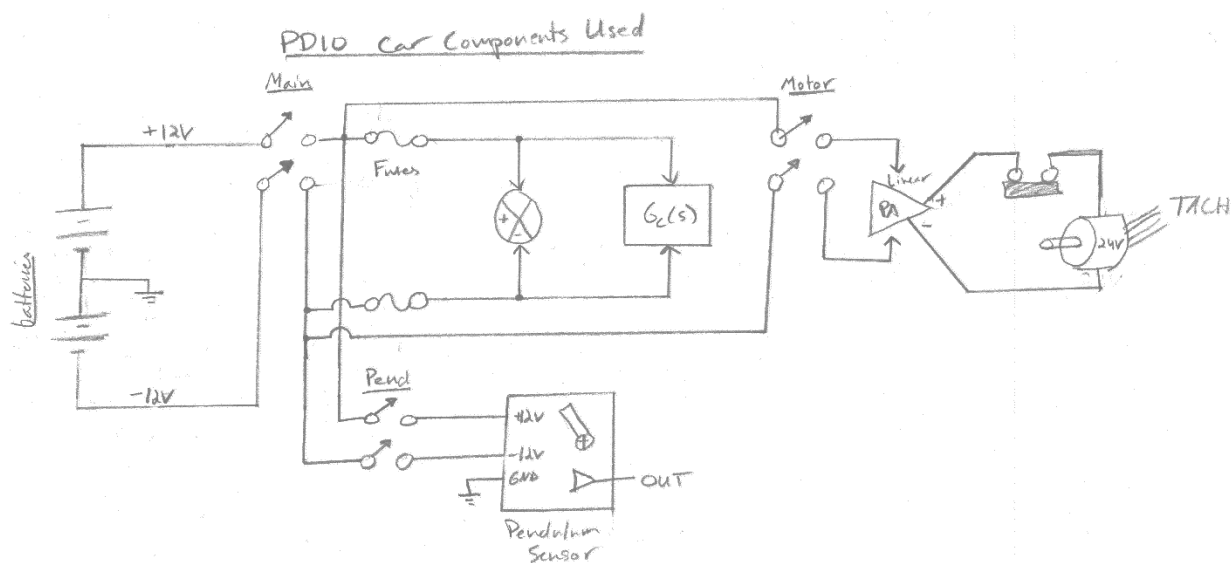 PD10 Car Components Used
Main
Motor
+12V
Fuses
Linear
+
-
Gc(s)
PA
+
-
24V
TACH
batteries
-12V
Pend
+12V
-12V
GND
OUT
Pendulum
Sensor